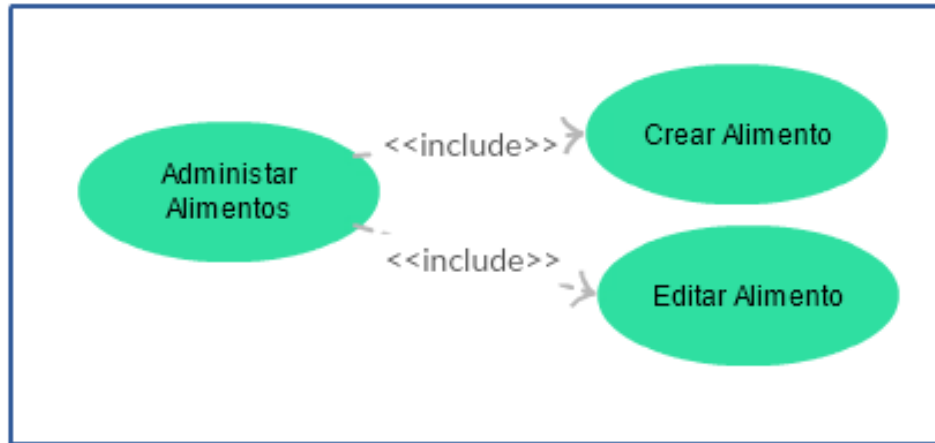 Administar
Alimentos
<<include>>
Crear Alimento
<<include>>
Editar Alimento